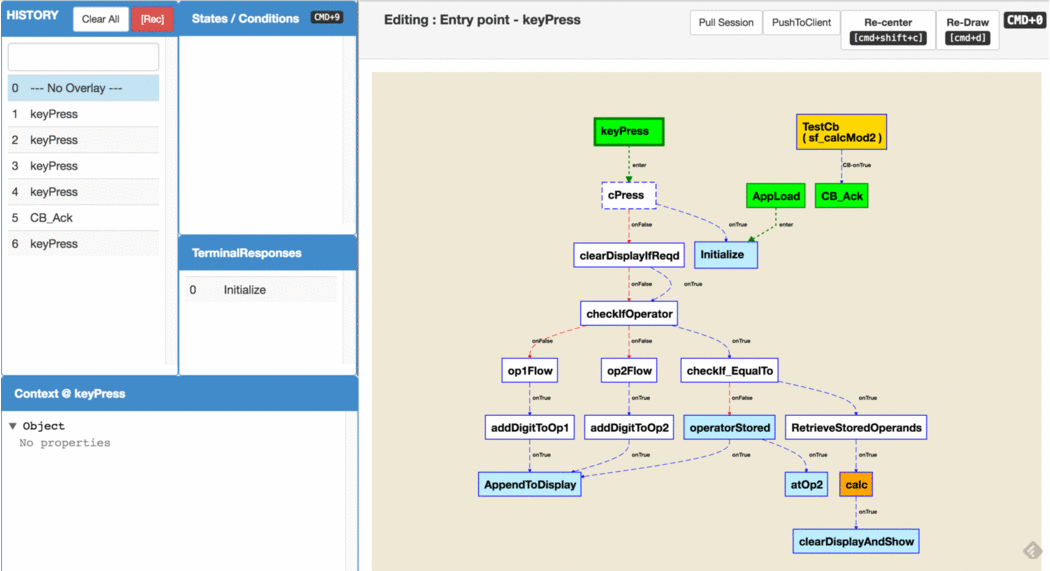 HISTORY
Clear All
[Rec]
0 --- No Overlay ---
1 keyPress
2 keyPress
3 keyPress
4 keyPress
5 CB_Ack
6 keyPress
States / Conditions
CMD+9
TerminalResponses
0 Initialize
Context @ keyPress
▼ Object
No properties
Editing : Entry point - keyPress
Pull Session
PushToClient
Re-center
[cmd+shift+c]
Re-Draw
[cmd+d]
CMD+0
keyPress
TestCb
( sf_calcMod2 )
enter
CB-onTrue
cPress
AppLoad
CB_Ack
onFalse
onTrue
enter
clearDisplayIfReqd
Initialize
onFalse
onTrue
checkIfOperator
onFalse
onFalse
onTrue
op1Flow
op2Flow
checkIf_EqualTo
onTrue
onTrue
onFalse
onTrue
addDigitToOp1
addDigitToOp2
operatorStored
RetrieveStoredOperands
onTrue
onTrue
onTrue
onTrue
onTrue
AppendToDisplay
atOp2
calc
onTrue
clearDisplayAndShow